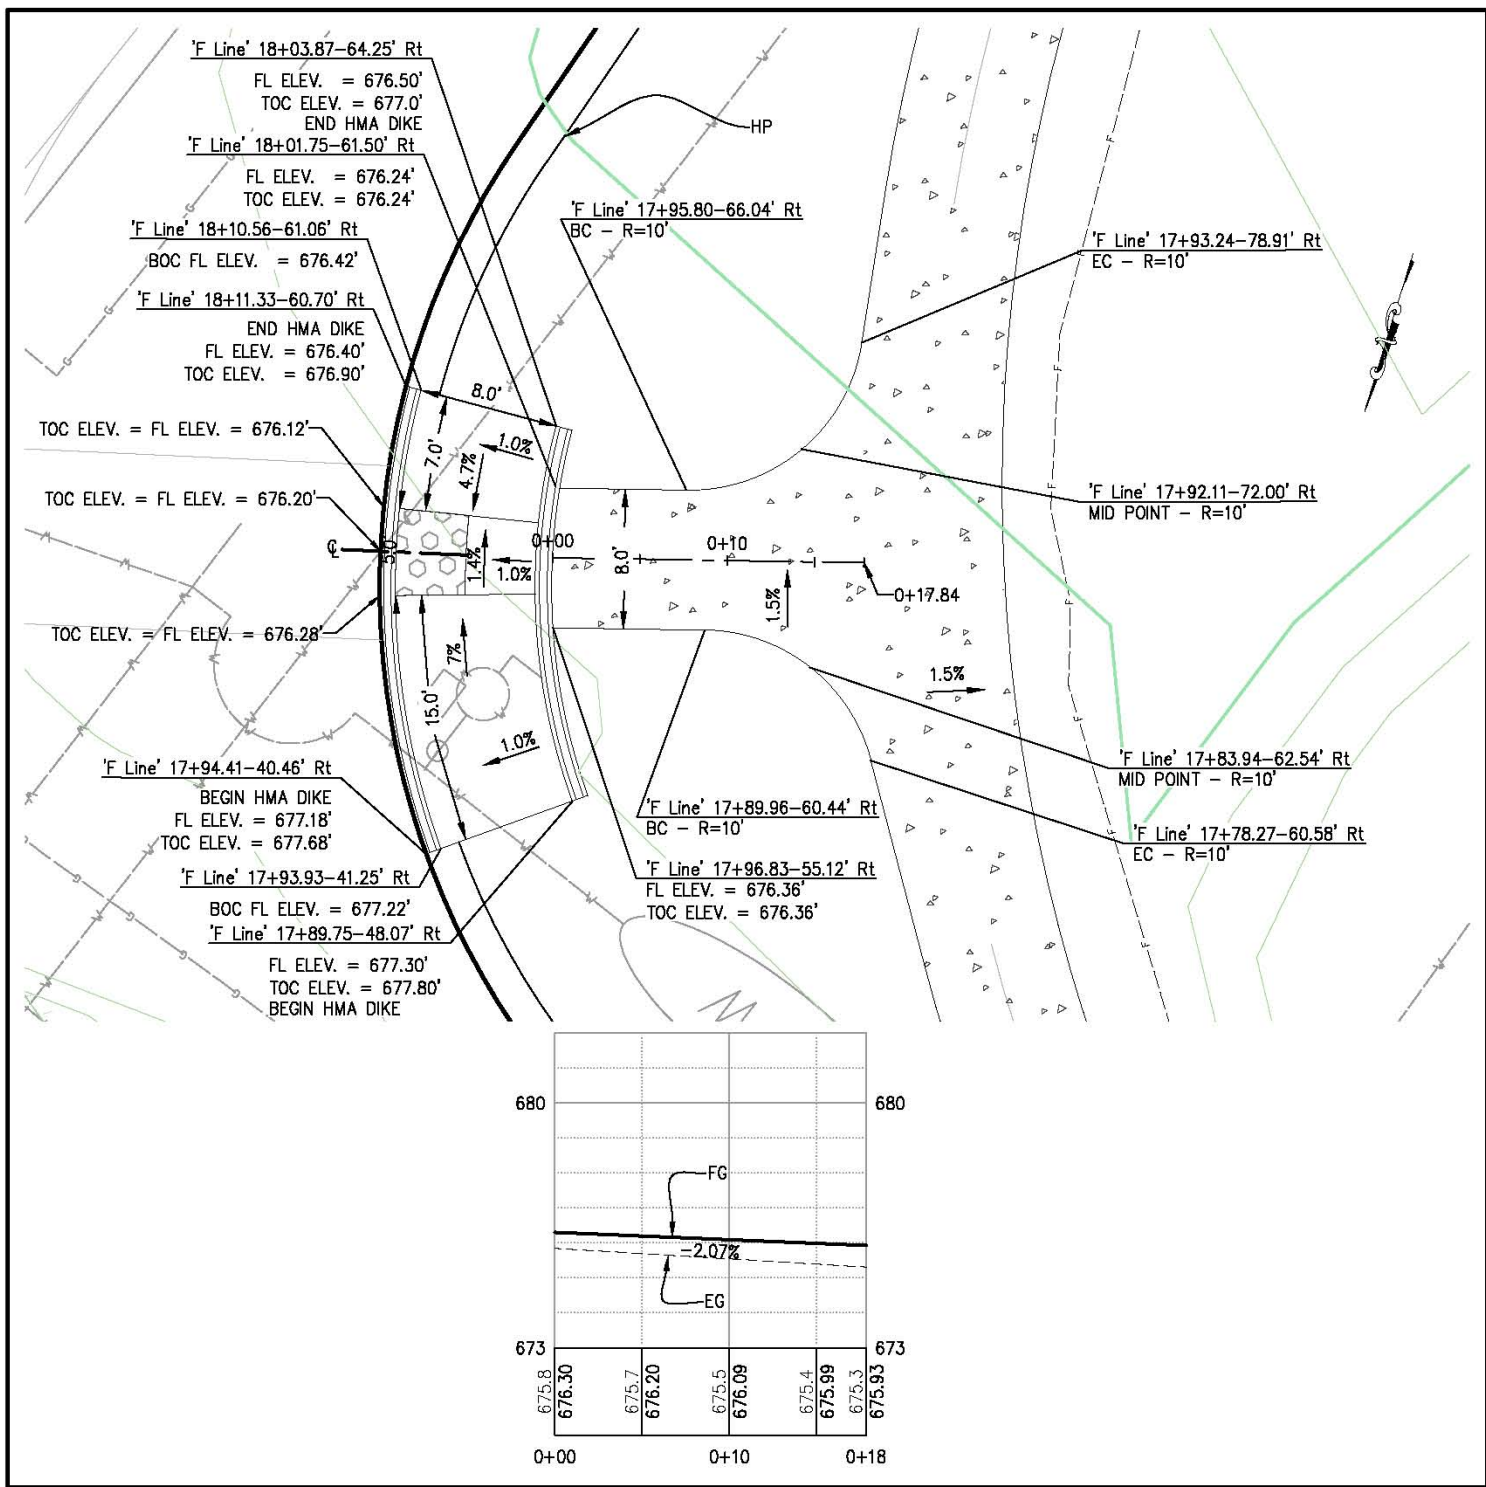 'F Line' 18+03.87-64.25' Rt
FL ELEV. = 676.50'
TOC ELEV. = 677.0'
END HMA DIKE
'F Line' 18+01.75-61.50' Rt
FL ELEV. = 676.24'
TOC ELEV. = 676.24'
'F Line' 18+10.56-61.06' Rt
BOC FL ELEV. = 676.42'
'F Line' 18+11.33-60.70' Rt
END HMA DIKE
FL ELEV. = 676.40'
TOC ELEV. = 676.90'
TOC ELEV. = FL ELEV. = 676.12'
TOC ELEV. = FL ELEV. = 676.20'
TOC ELEV. = FL ELEV. = 676.28'
'F Line' 17+94.41-40.46' Rt
BEGIN HMA DIKE
FL ELEV. = 677.18'
TOC ELEV. = 677.68'
'F Line' 17+93.93-41.25' Rt
BOC FL ELEV. = 677.22'
'F Line' 17+89.75-48.07' Rt
FL ELEV. = 677.30'
TOC ELEV. = 677.80'
BEGIN HMA DIKE
HP
'F Line' 17+95.80-66.04' Rt
BC - R=10'
'F Line' 17+93.24-78.91' Rt
EC - R=10'
'F Line' 17+92.11-72.00' Rt
MID POINT - R=10'
8.0'
7.0'
4.7%
1.0%
℄
5.0
1.4%
1.0%
0+00
8.0'
0+10
1.5%
0+17.84
1.5%
7%
15.0'
1.0%
'F Line' 17+83.94-62.54' Rt
MID POINT - R=10'
'F Line' 17+89.96-60.44' Rt
BC - R=10'
'F Line' 17+78.27-60.58' Rt
EC - R=10'
'F Line' 17+96.83-55.12' Rt
FL ELEV. = 676.36'
TOC ELEV. = 676.36'
680 680
FG
-2.07%
EG
673 673
675.8 675.7 675.5 675.4 675.3
676.30 676.20 676.09 675.99 675.93
0+00 0+10 0+18